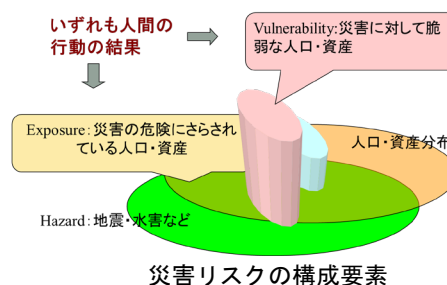 いずれも人間の
行動の結果
Vulnerability:災害に対して脆
弱な人口・資産
Exposure：災害の危険にさらされ
ている人口・資産
人口・資産分布
Hazard：地震・水害など
災害リスクの構成要素